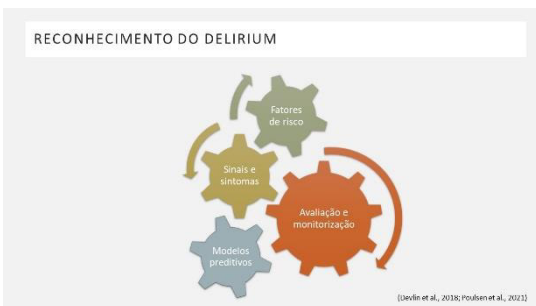 RECONHECIMENTO DO DELIRIUM
Fatores
de risco
Sinais e
sintomas
Avaliação e
monitorização
Modelos
preditivos
(Devlin et al., 2018; Poulsen et al., 2021)